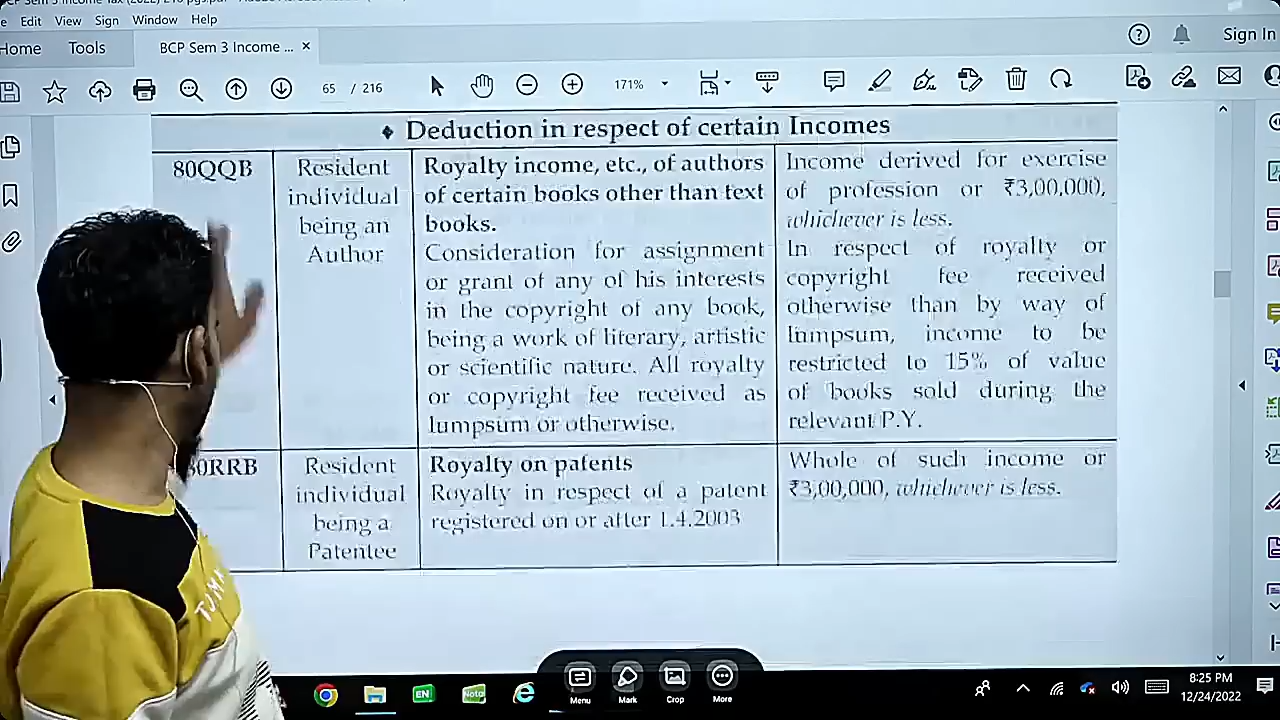 Edit View Sign Window Help
Home Tools BCP Sem 3 Income ... × Sign In
65 / 216 171%
♦ Deduction in respect of certain Incomes
80QQB
Resident
individual
being an
Author
Royalty income, etc., of authors
of certain books other than text
books.
Consideration for assignment
or grant of any of his interests
in the copyright of any book,
being a work of literary, artistic
or scientific nature. All royalty
or copyright fee received as
lumpsum or otherwise.
Income derived for exercise
of profession or ₹3,00,000,
whichever is less.
In respect of royalty or
copyright fee received
otherwise than by way of
lumpsum, income to be
restricted to 15% of value
of books sold during the
relevant P.Y.
80RRB
Resident
individual
being a
Patentee
Royalty on patents
Royalty in respect of a patent
registered on or after 1.4.2003
Whole of such income or
₹3,00,000, whichever is less.
Menu Mark Crop More
EN Note
8:25 PM
12/24/2022